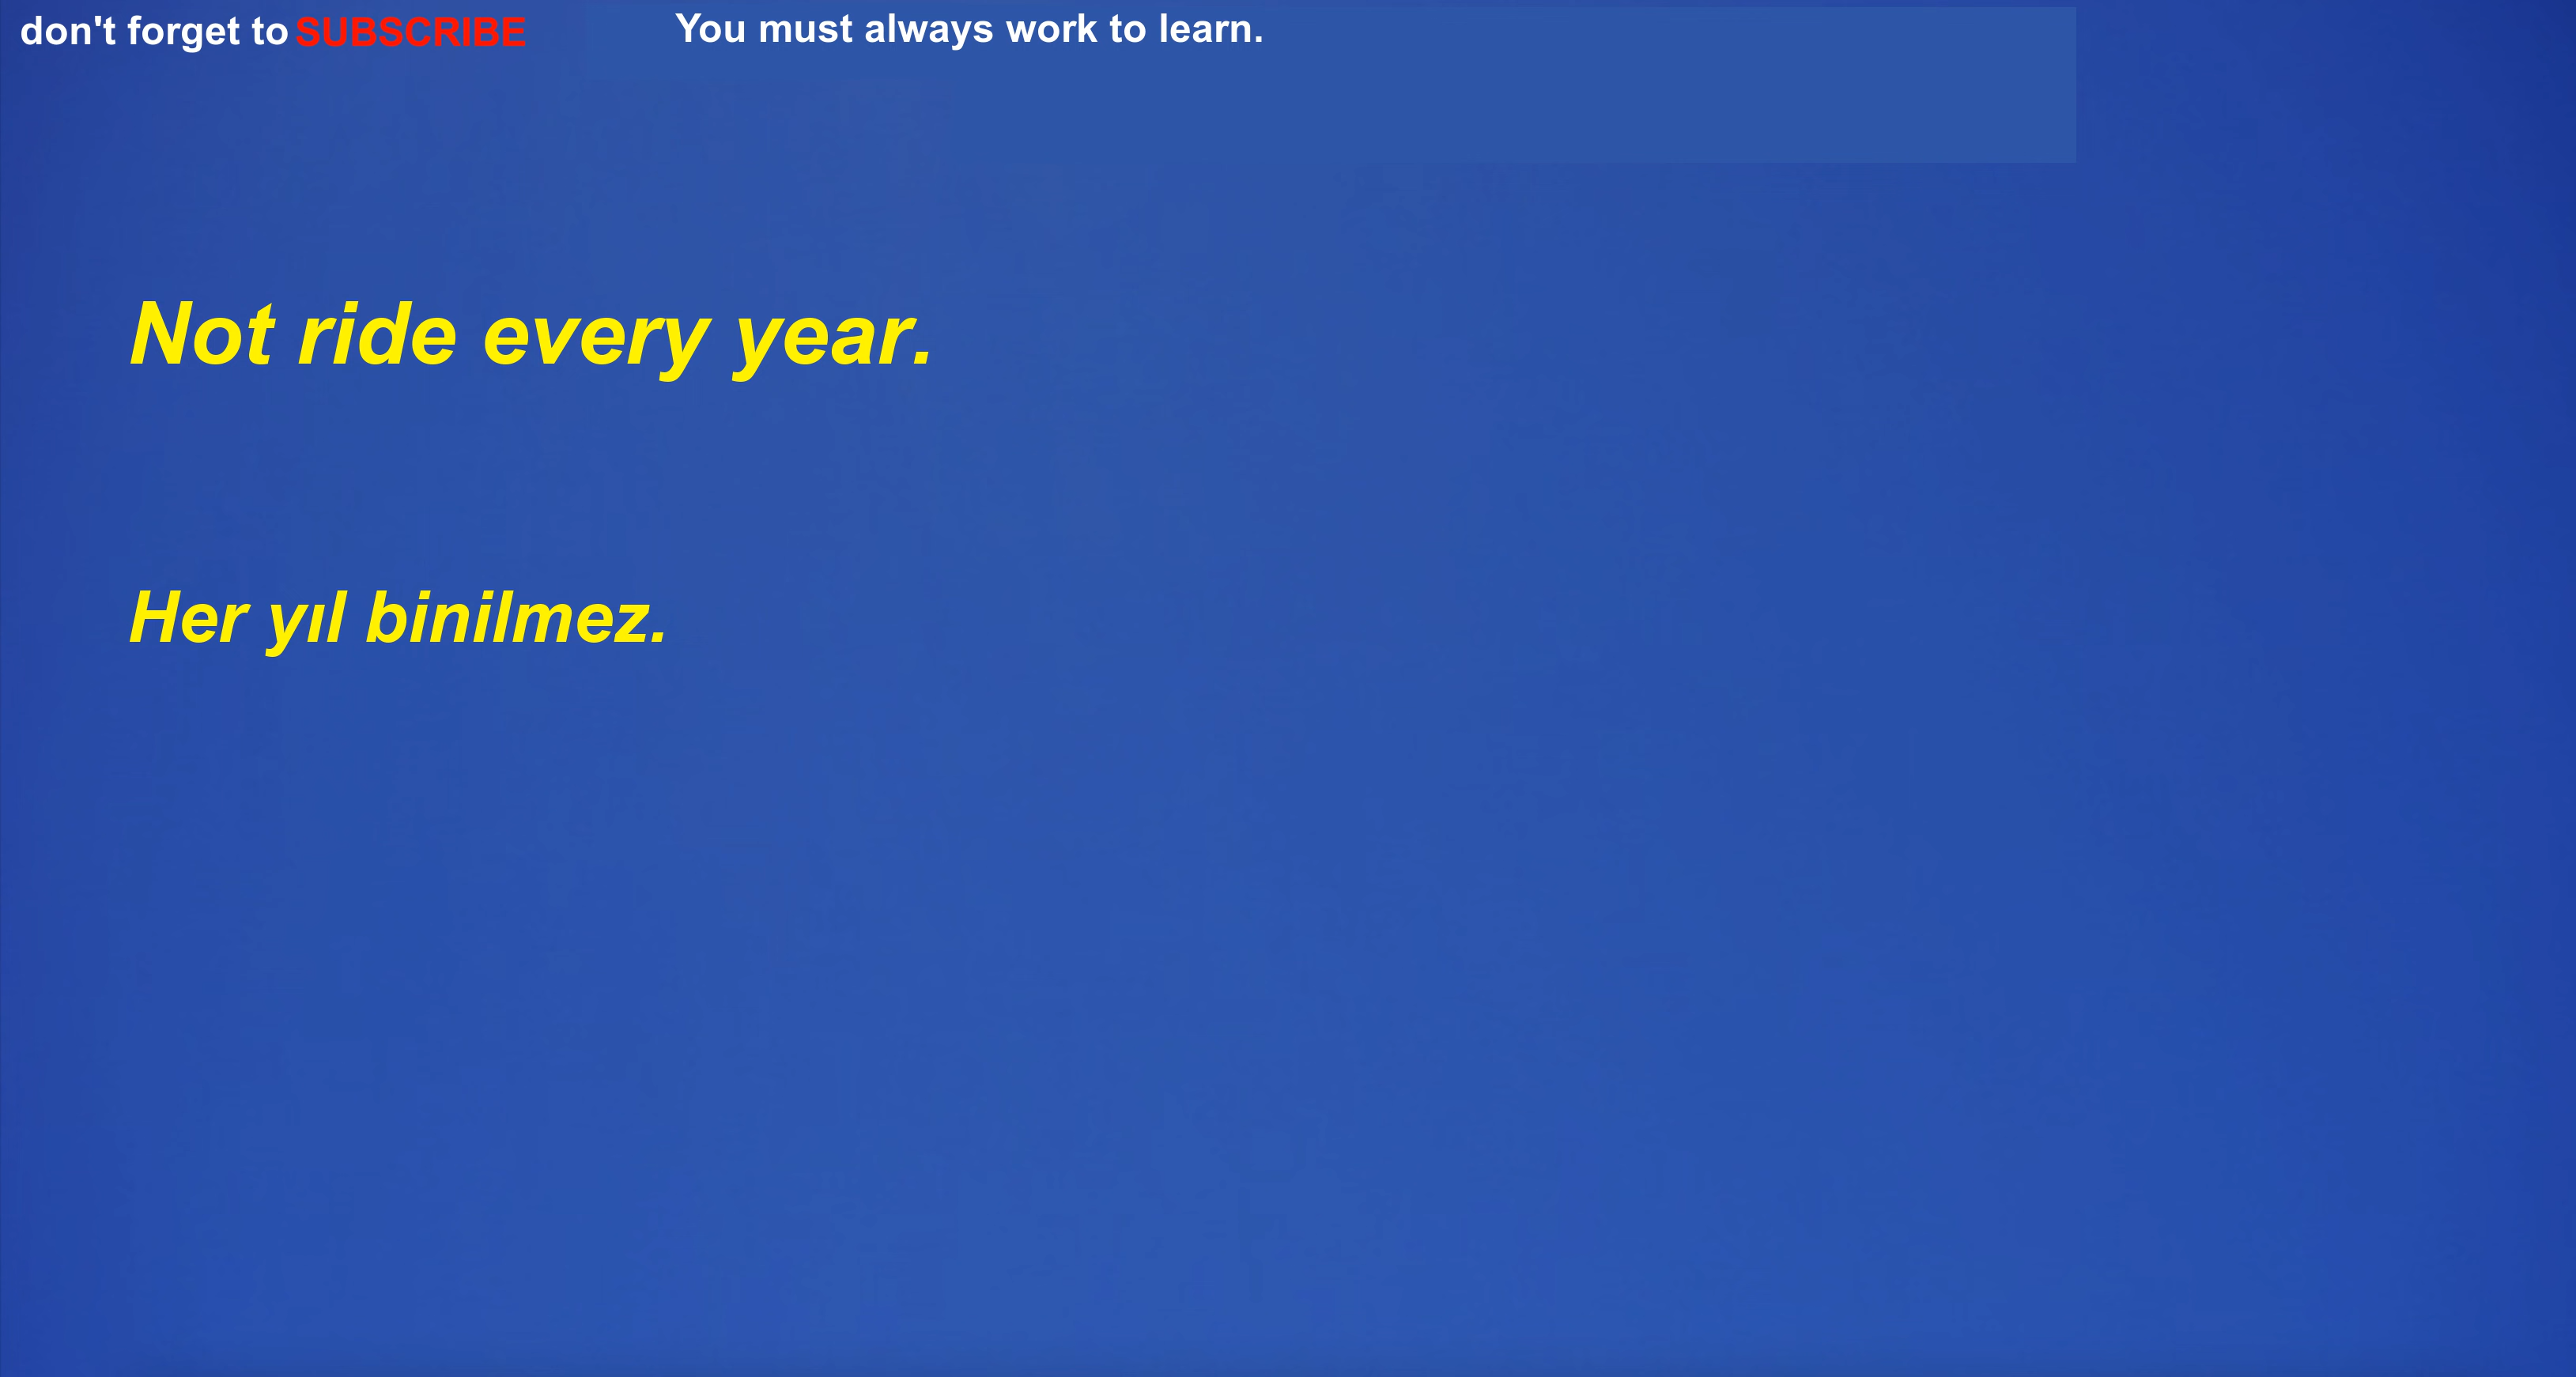 don't forget to SUBSCRIBE
You must always work to learn.
Not ride every year.
Her yıl binilmez.